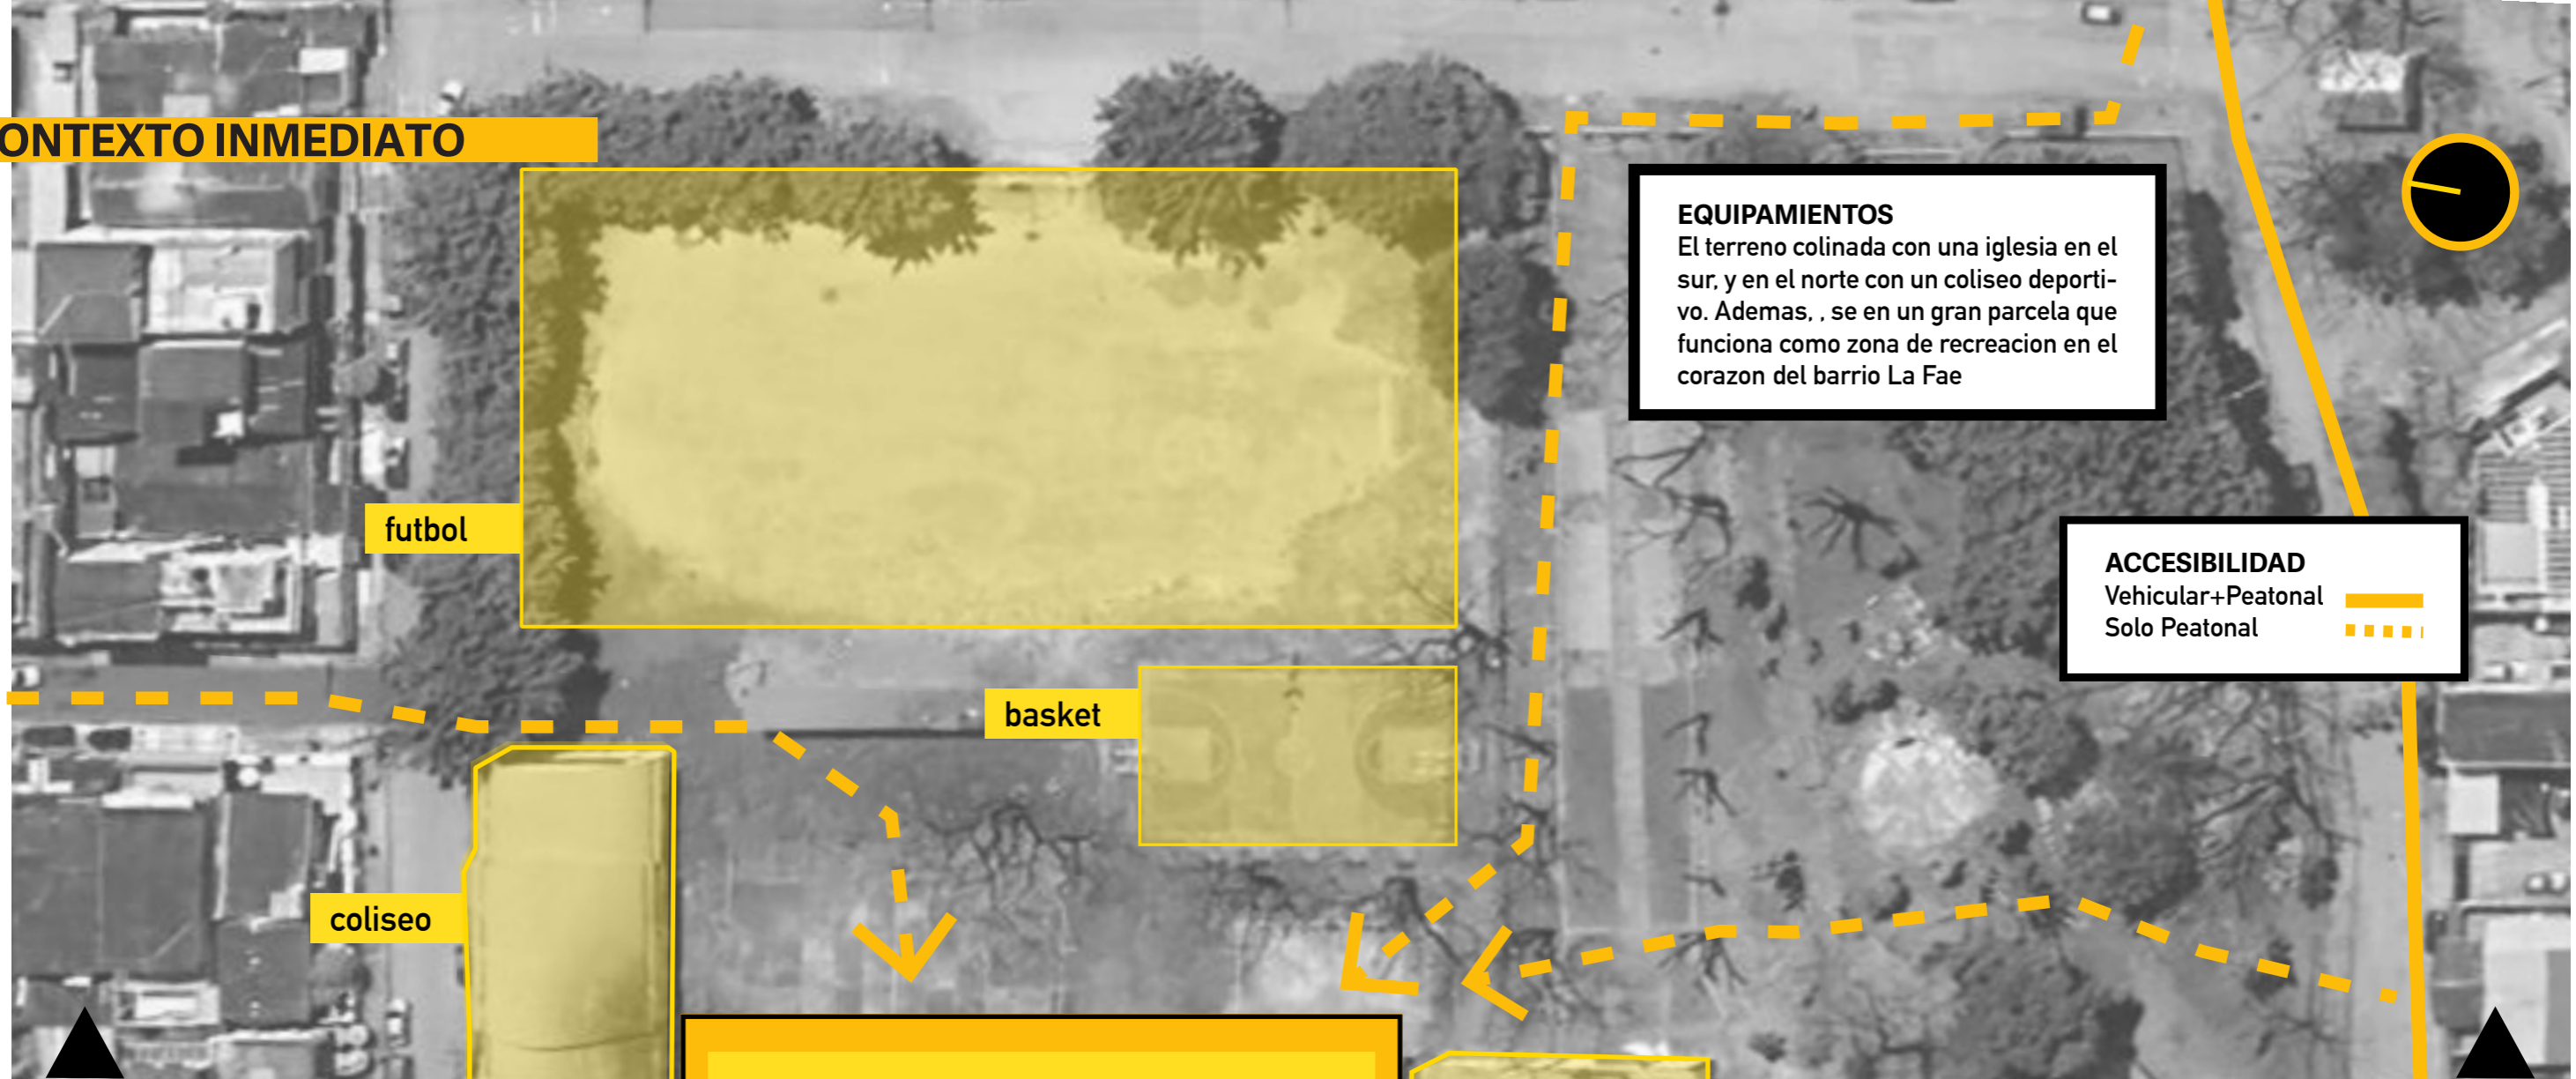 ONTEXTO INMEDIATO
EQUIPAMIENTOS
El terreno colinada con una iglesia en el
sur, y en el norte con un coliseo deporti-
vo. Ademas, , se en un gran parcela que
funciona como zona de recreacion en el
corazon del barrio La Fae
futbol
ACCESIBILIDAD
Vehicular+Peatonal
Solo Peatonal
basket
coliseo